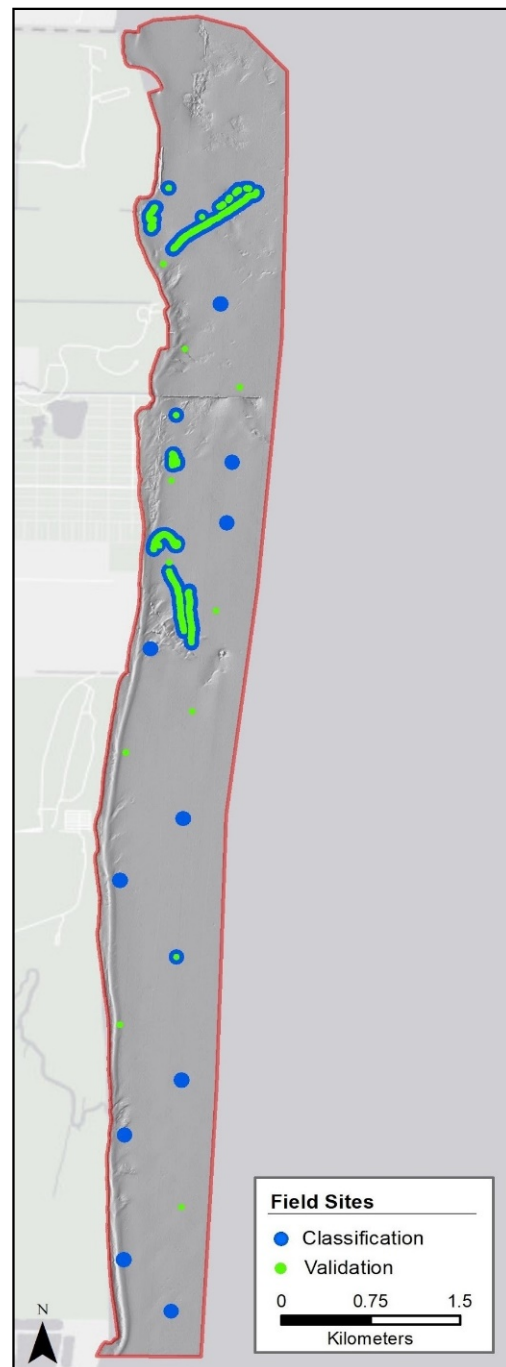 N
Field Sites
Classification
Validation
0 0.75 1.5
Kilometers